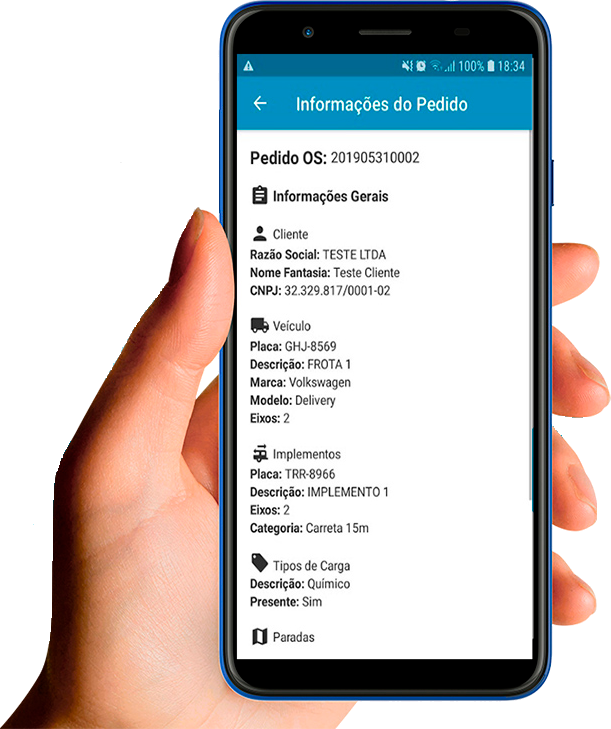 100% 18:34
Informações do Pedido
Pedido OS: 201905310002
Informações Gerais
Cliente
Razão Social: TESTE LTDA
Nome Fantasia: Teste Cliente
CNPJ: 32.329.817/0001-02
Veículo
Placa: GHJ-8569
Descrição: FROTA 1
Marca: Volkswagen
Modelo: Delivery
Eixos: 2
Implementos
Placa: TRR-8966
Descrição: IMPLEMENTO 1
Eixos: 2
Categoria: Carreta 15m
Tipos de Carga
Descrição: Químico
Presente: Sim
Paradas